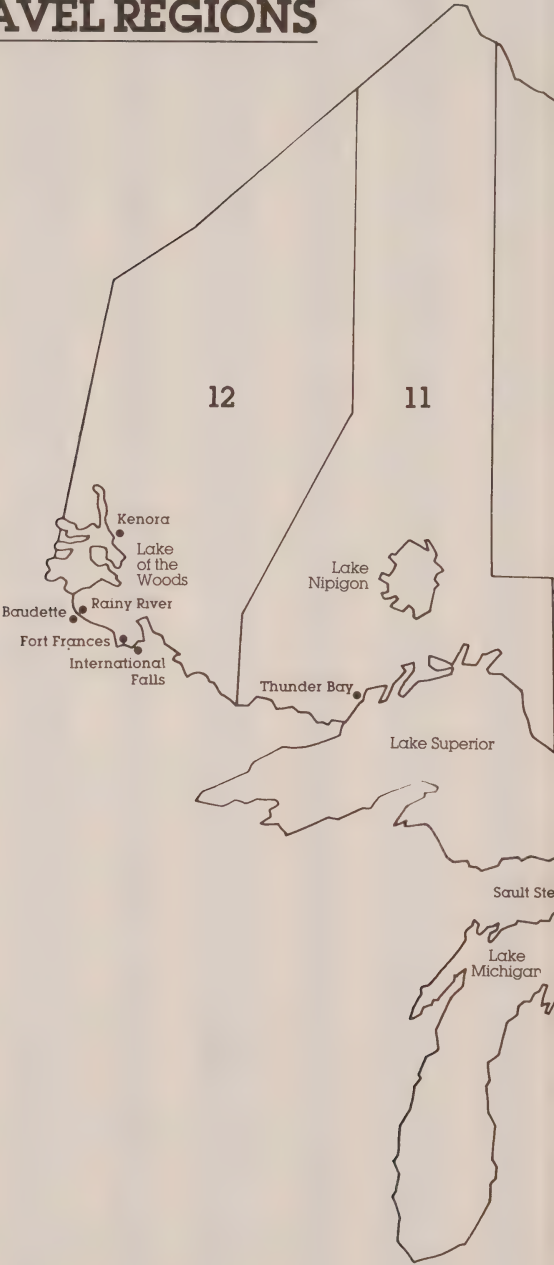 AVEL REGIONS
12
11
Kenora
Lake
of the
Woods
Lake
Nipigon
Baudette
Rainy River
Fort Frances
International
Falls
Thunder Bay
Lake Superior
Sault Ste
Lake
Michigan